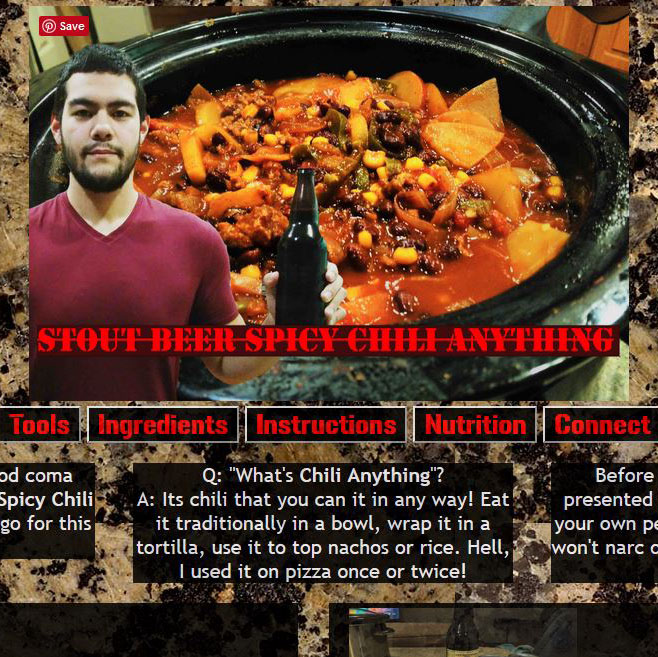 Save
STOUT BEER SPICY CHILI ANYTHING
Tools Ingredients Instructions Nutrition Connect
od coma
Spicy Chili
go for this
Q: "What's Chili Anything"?
A: Its chili that you can it in any way! Eat
it traditionally in a bowl, wrap it in a
tortilla, use it to top nachos or rice. Hell,
I used it on pizza once or twice!
Before
presented
your own pe
won't narc o